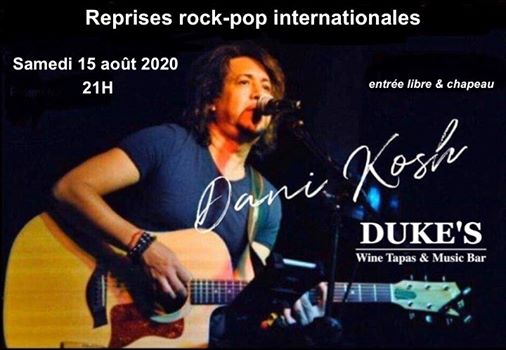 Reprises rock-pop internationales
Samedi 15 août 2020
21H
entrée libre & chapeau
Dani Kosh
DUKE'S
Wine Tapas & Music Bar